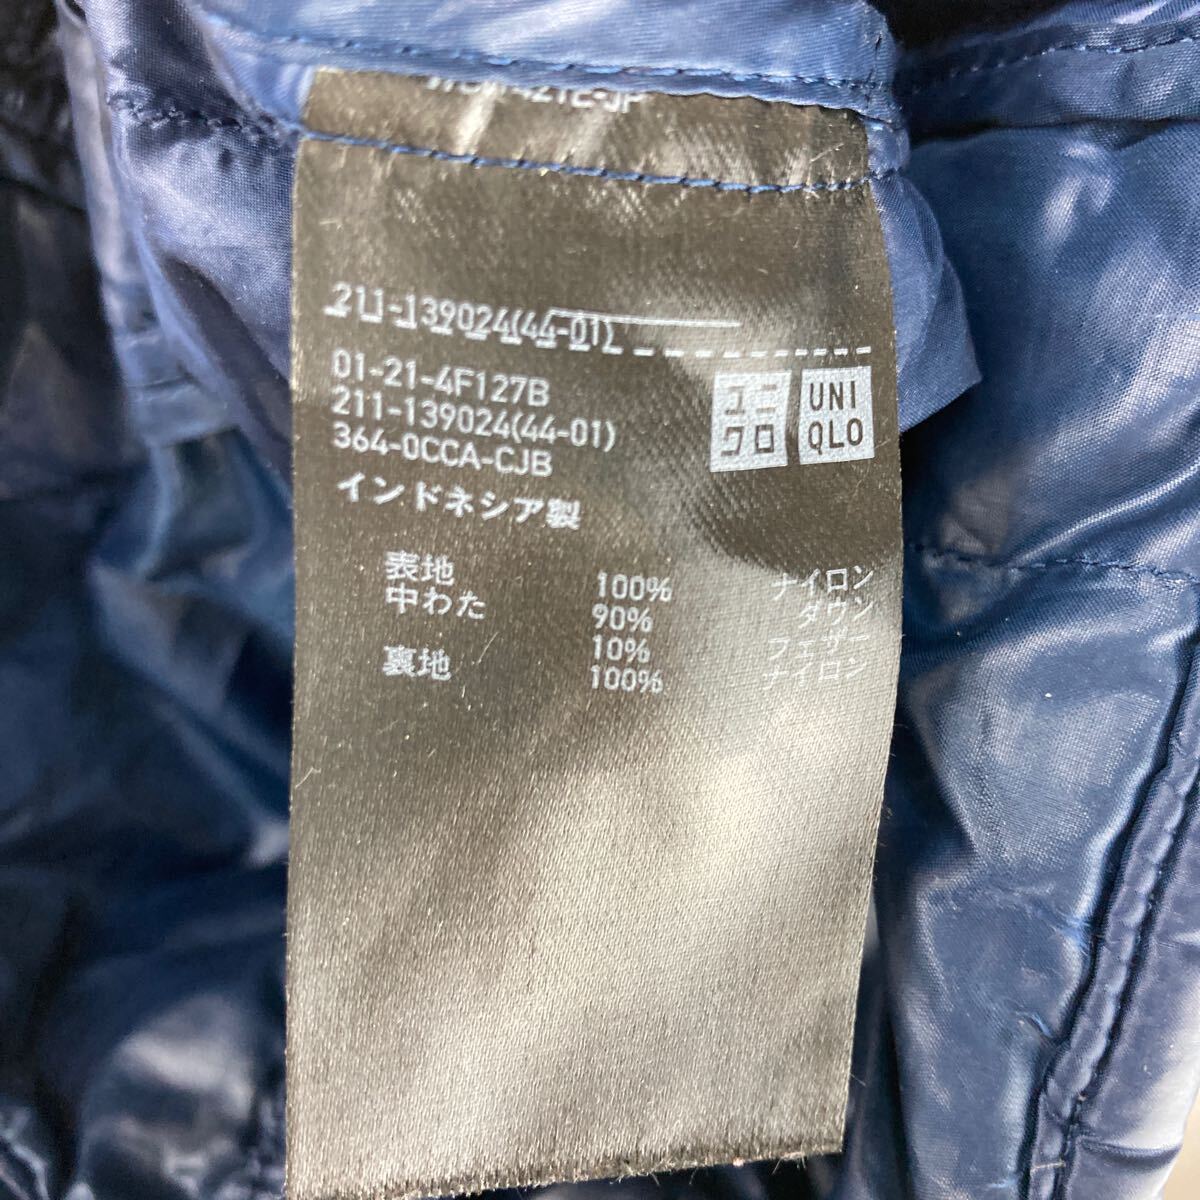 211-139024(44-01)
01-21-4F127B
211-139024(44-01)
364-0CCA-CJB
インドネシア製
ユニ
クロ
UNI
QLO
表地 100% ナイロン
中わた 90% ダウン
10% フェザー
裏地 100% ナイロン